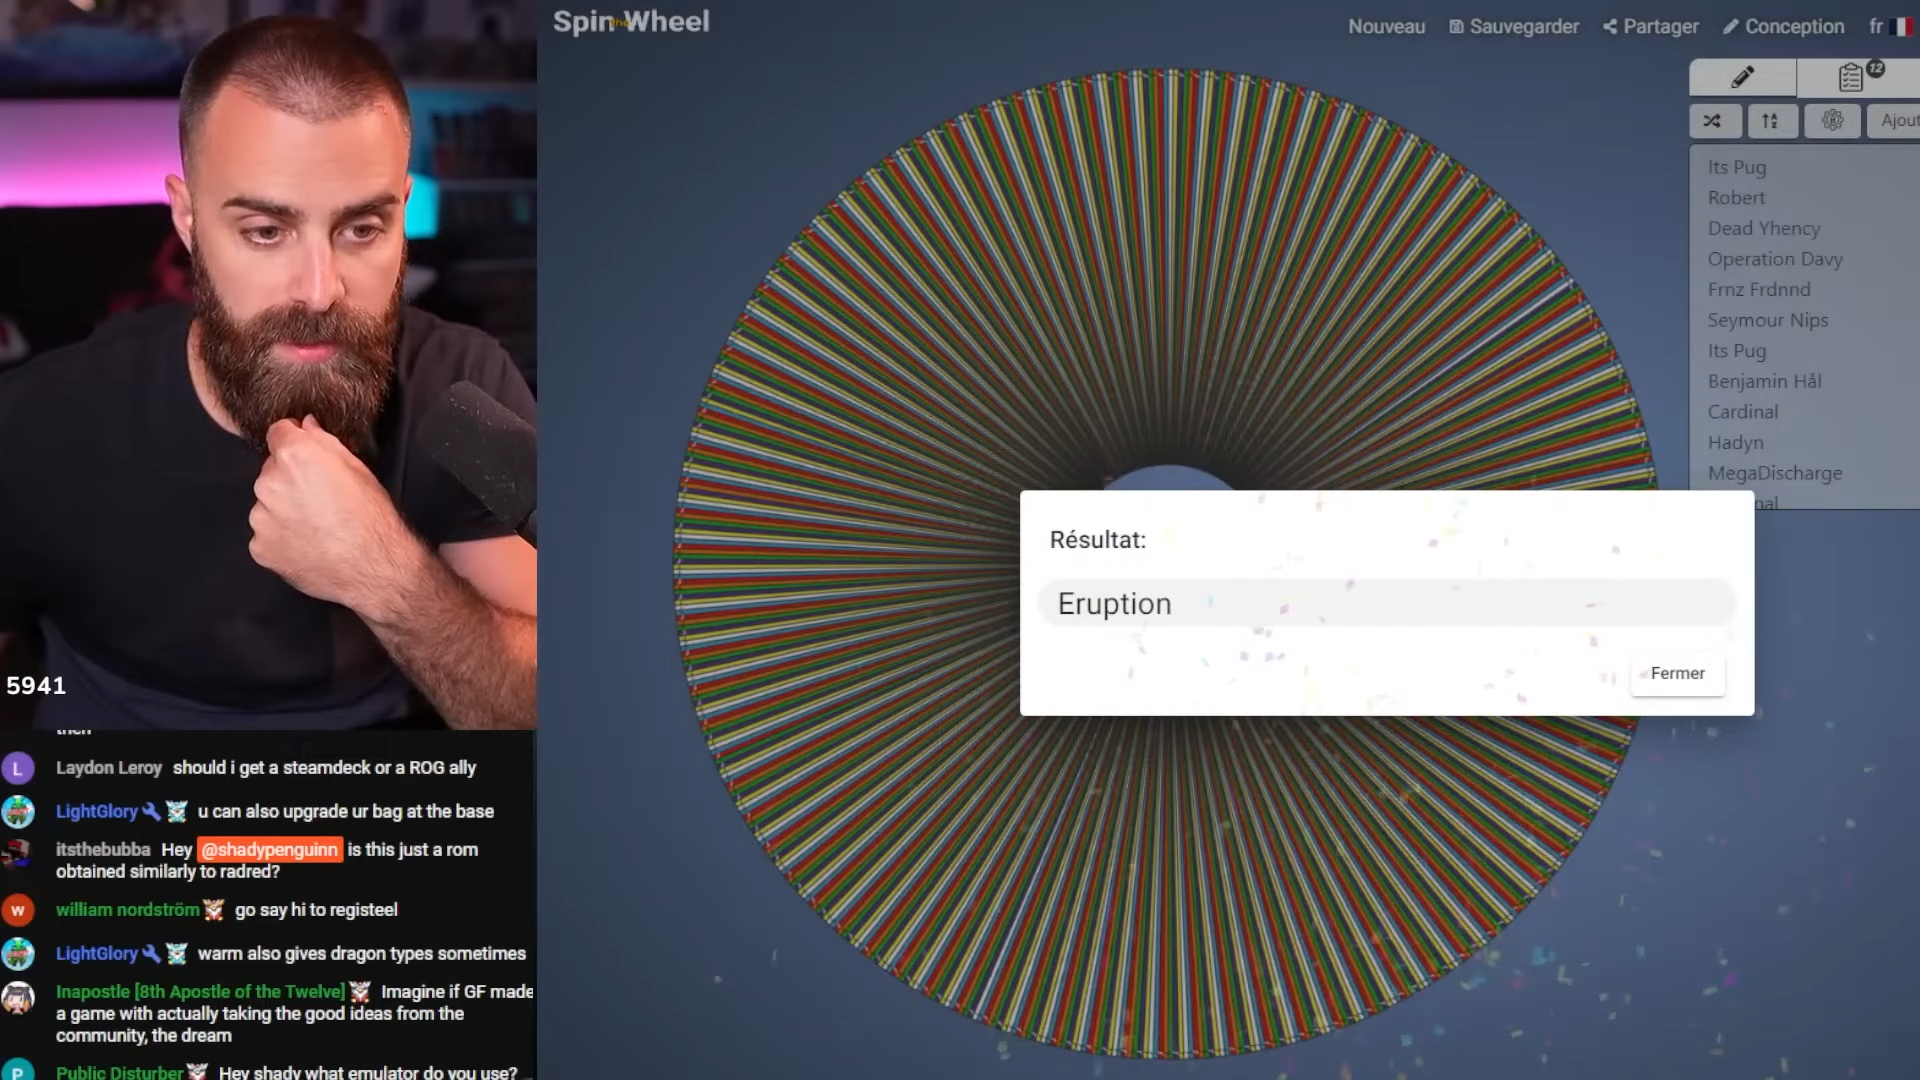 Spin the Wheel
Nouveau
Sauvegarder
Partager
Conception
fr
12
Ajout
Its Pug
Robert
Dead Yhency
Operation Davy
Frnz Frdnnd
Seymour Nips
Its Pug
Benjamin Hål
Cardinal
Hadyn
MegaDischarge
nal
Résultat:
Eruption
Fermer
5941
then
L Laydon Leroy should i get a steamdeck or a ROG ally
LightGlory u can also upgrade ur bag at the base
itsthebubba Hey @shadypenguinn is this just a rom
obtained similarly to radred?
w william nordström go say hi to registeel
LightGlory warm also gives dragon types sometimes
Inapostle [8th Apostle of the Twelve] Imagine if GF made
a game with actually taking the good ideas from the
community, the dream
P Public Disturber Hey shady what emulator do you use?